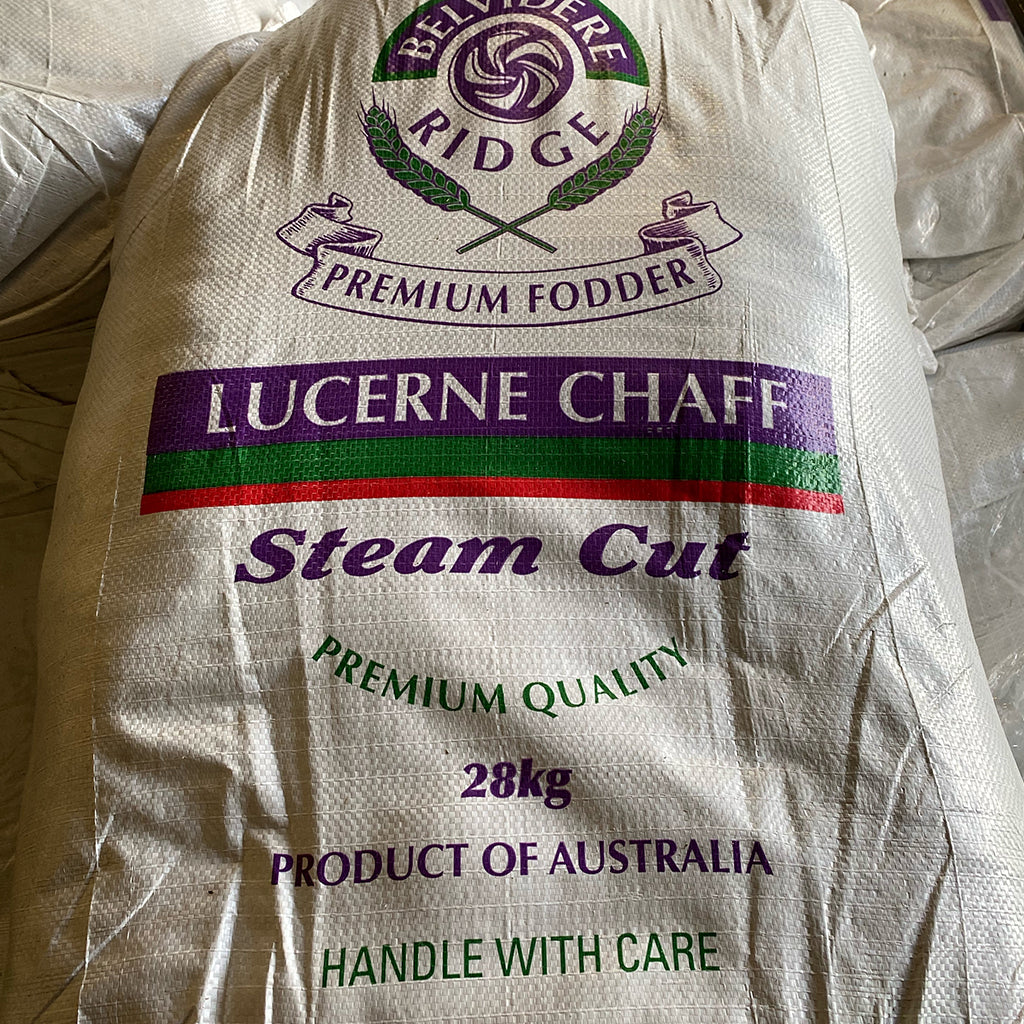 BELVIDERE
RIDGE
PREMIUM FODDER
LUCERNE CHAFF
Steam Cut
PREMIUM QUALITY
28kg
PRODUCT OF AUSTRALIA
HANDLE WITH CARE